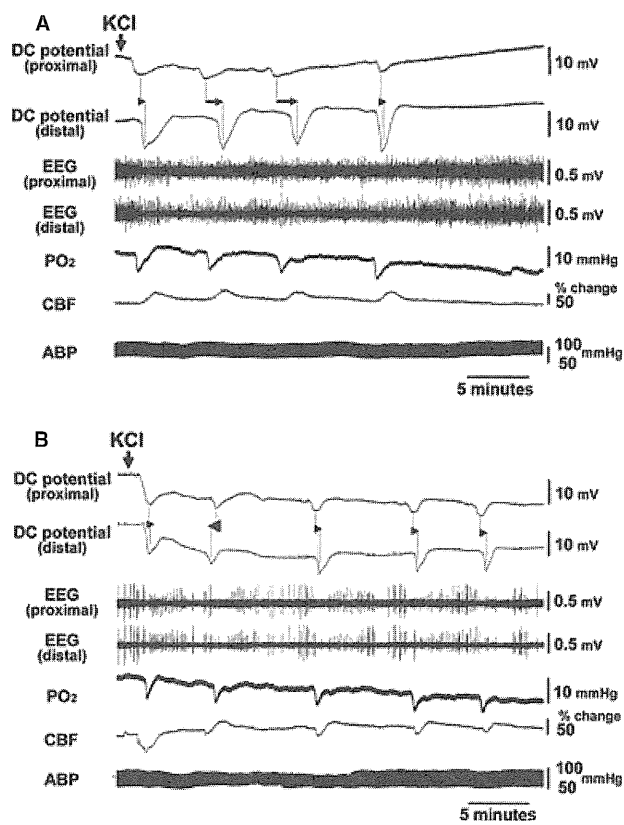 A
KCl
DC potential
(proximal)
10 mV
DC potential
(distal)
10 mV
EEG
(proximal)
0.5 mV
EEG
(distal)
0.5 mV
PO₂
10 mmHg
% change
CBF
50
ABP
100
50
mmHg
5 minutes
B
KCl
DC potential
(proximal)
10 mV
DC potential
(distal)
10 mV
EEG
(proximal)
0.5 mV
EEG
(distal)
0.5 mV
PO₂
10 mmHg
% change
CBF
50
ABP
100
50
mmHg
5 minutes